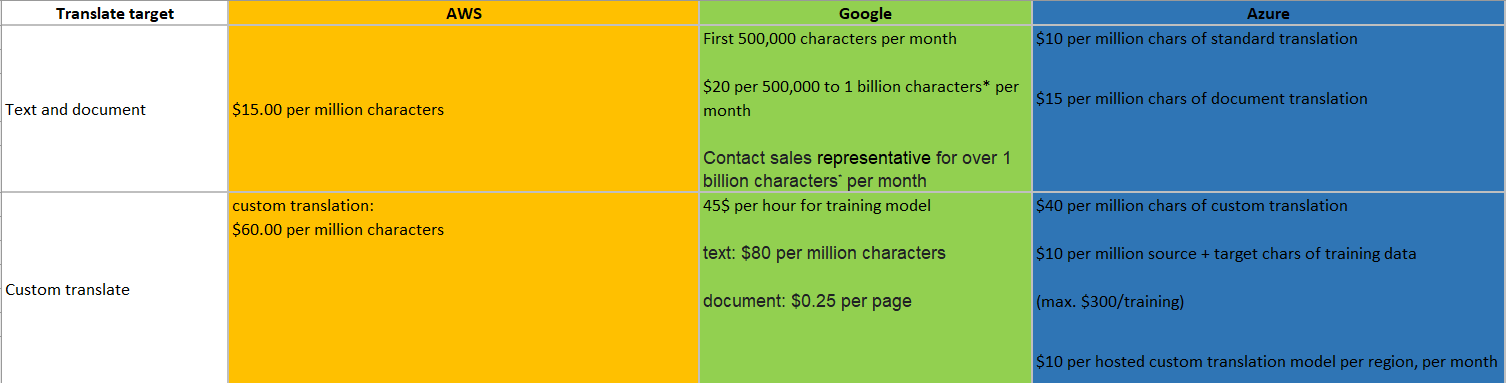 Translate target
AWS
Google
Azure
Text and document
$15.00 per million characters
First 500,000 characters per month
$20 per 500,000 to 1 billion characters* per
month
Contact sales representative for over 1
billion characters* per month
$10 per million chars of standard translation
$15 per million chars of document translation
Custom translate
custom translation:
$60.00 per million characters
45$ per hour for training model
text: $80 per million characters
document: $0.25 per page
$40 per million chars of custom translation
$10 per million source + target chars of training data
(max. $300/training)
$10 per hosted custom translation model per region, per month